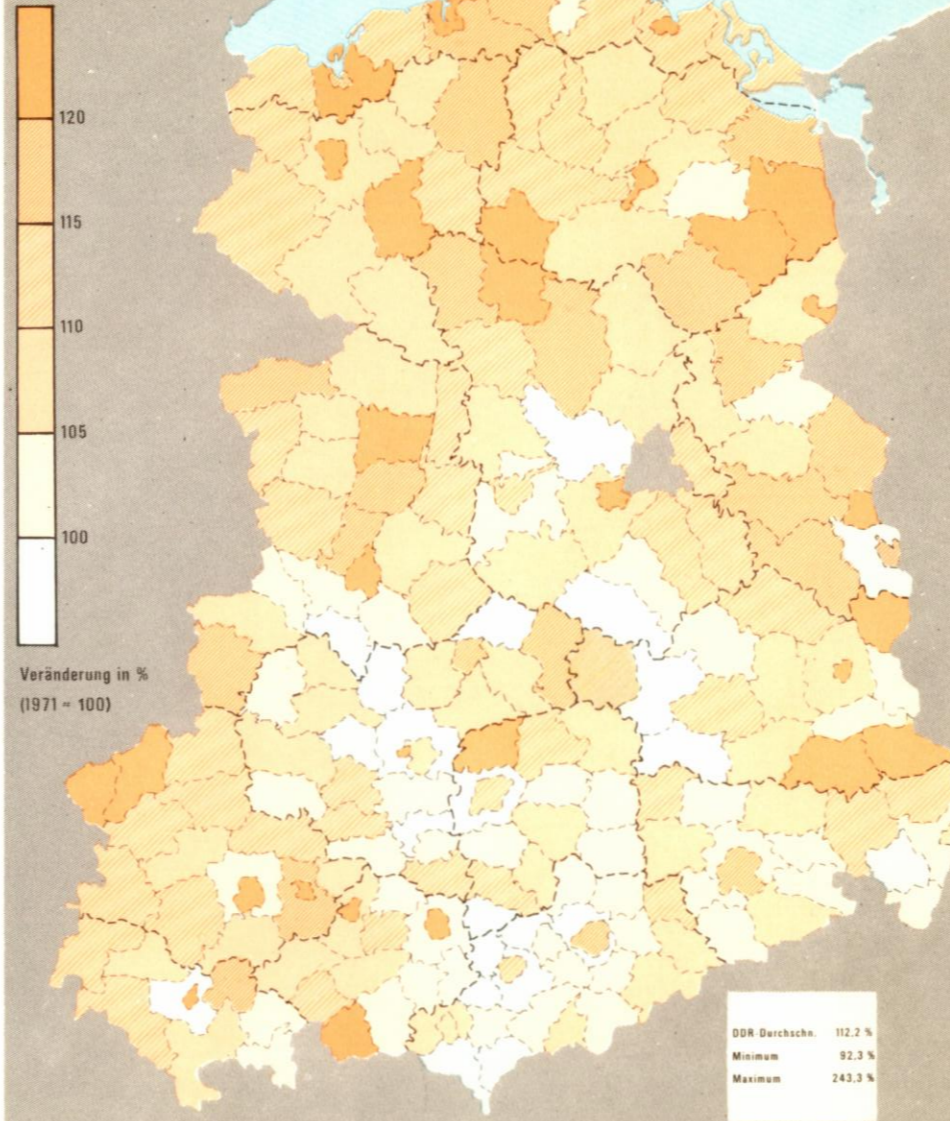 120
115
110
105
100
Veränderung in %
(1971 = 100)
DDR-Durchschn. 112,2 %
Minimum 92,3 %
Maximum 243,3 %